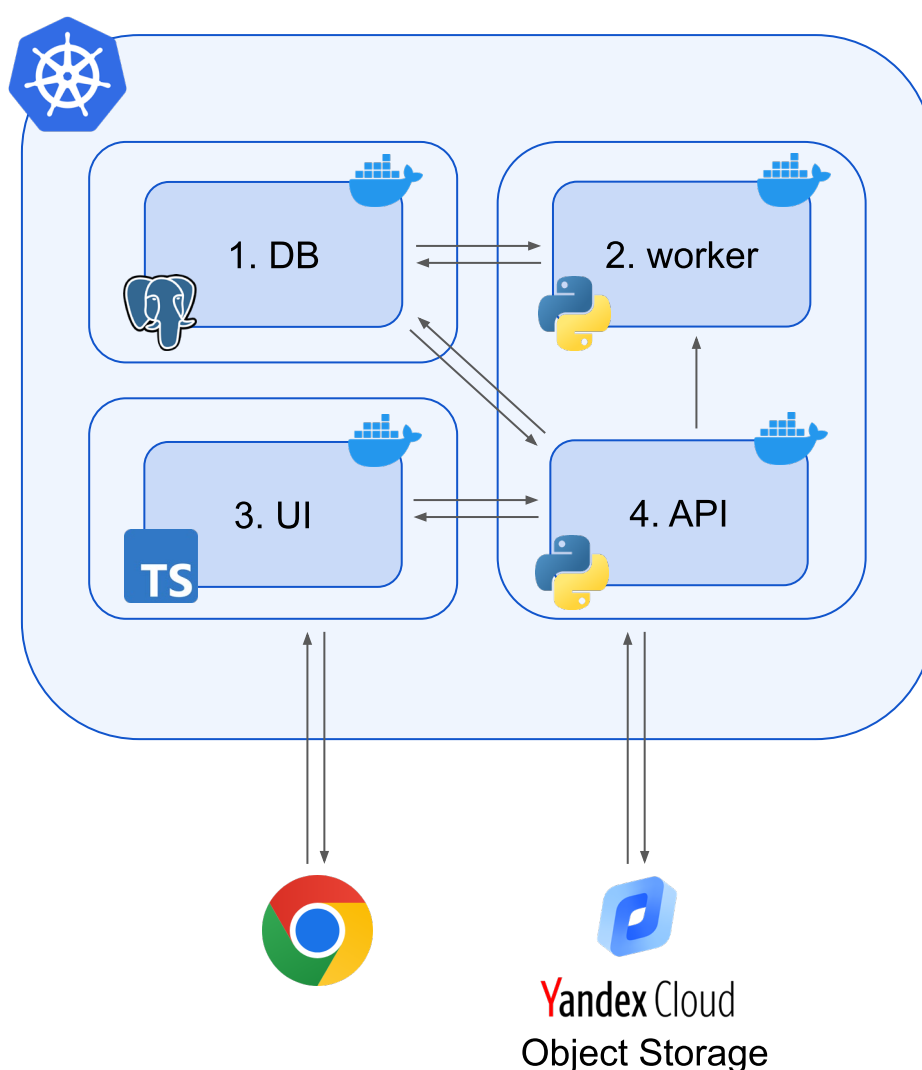 1. DB
2. worker
3. UI
TS
4. API
Yandex Cloud
Object Storage